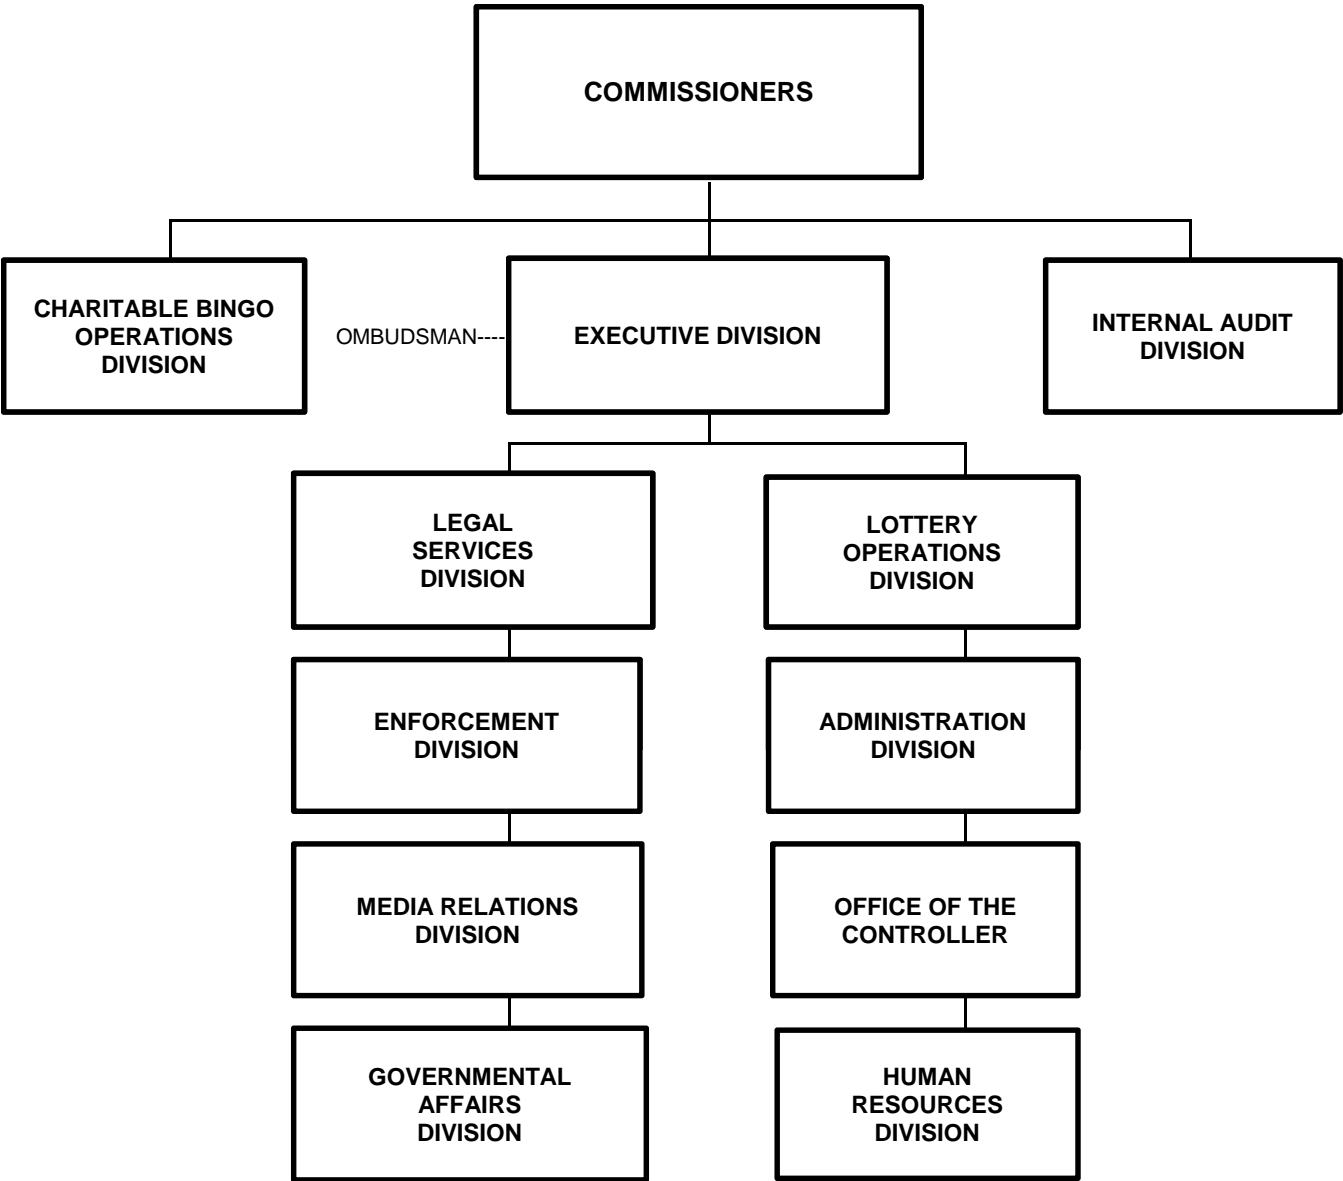 COMMISSIONERS
CHARITABLE BINGO
OPERATIONS
DIVISION
OMBUDSMAN----
EXECUTIVE DIVISION
INTERNAL AUDIT
DIVISION
LEGAL
SERVICES
DIVISION
LOTTERY
OPERATIONS
DIVISION
ENFORCEMENT
DIVISION
ADMINISTRATION
DIVISION
MEDIA RELATIONS
DIVISION
OFFICE OF THE
CONTROLLER
GOVERNMENTAL
AFFAIRS
DIVISION
HUMAN
RESOURCES
DIVISION